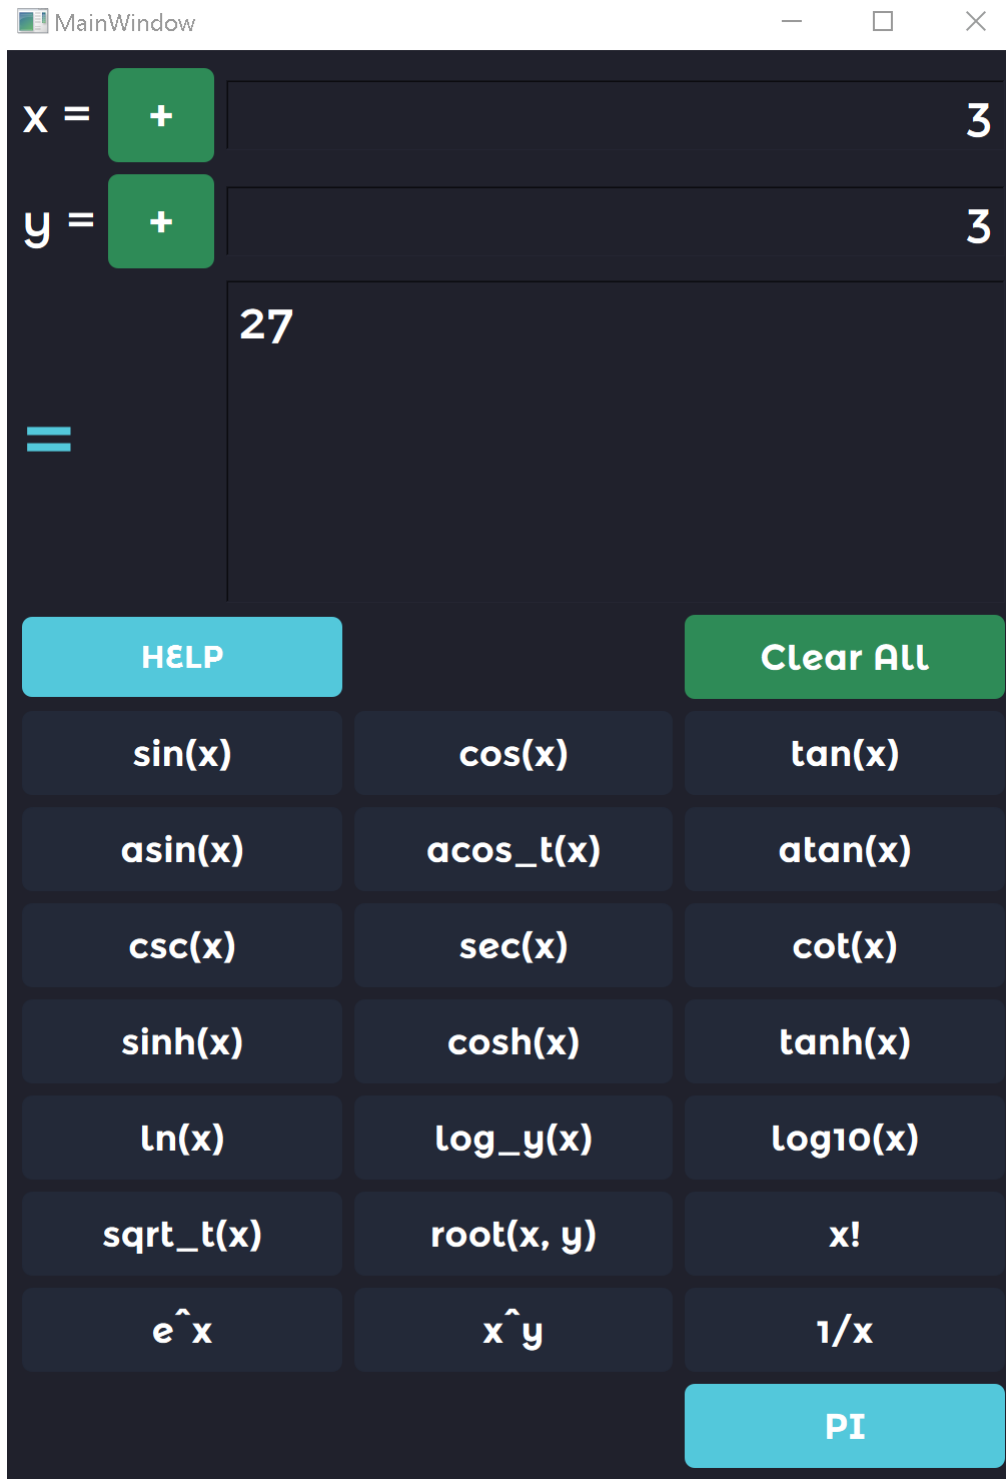 MainWindow
x = + 3
y = + 3
27
=
HELP Clear All
sin(x) cos(x) tan(x)
asin(x) acos_t(x) atan(x)
csc(x) sec(x) cot(x)
sinh(x) cosh(x) tanh(x)
ln(x) log_y(x) log10(x)
sqrt_t(x) root(x, y) x!
e^x x^y 1/x
PI